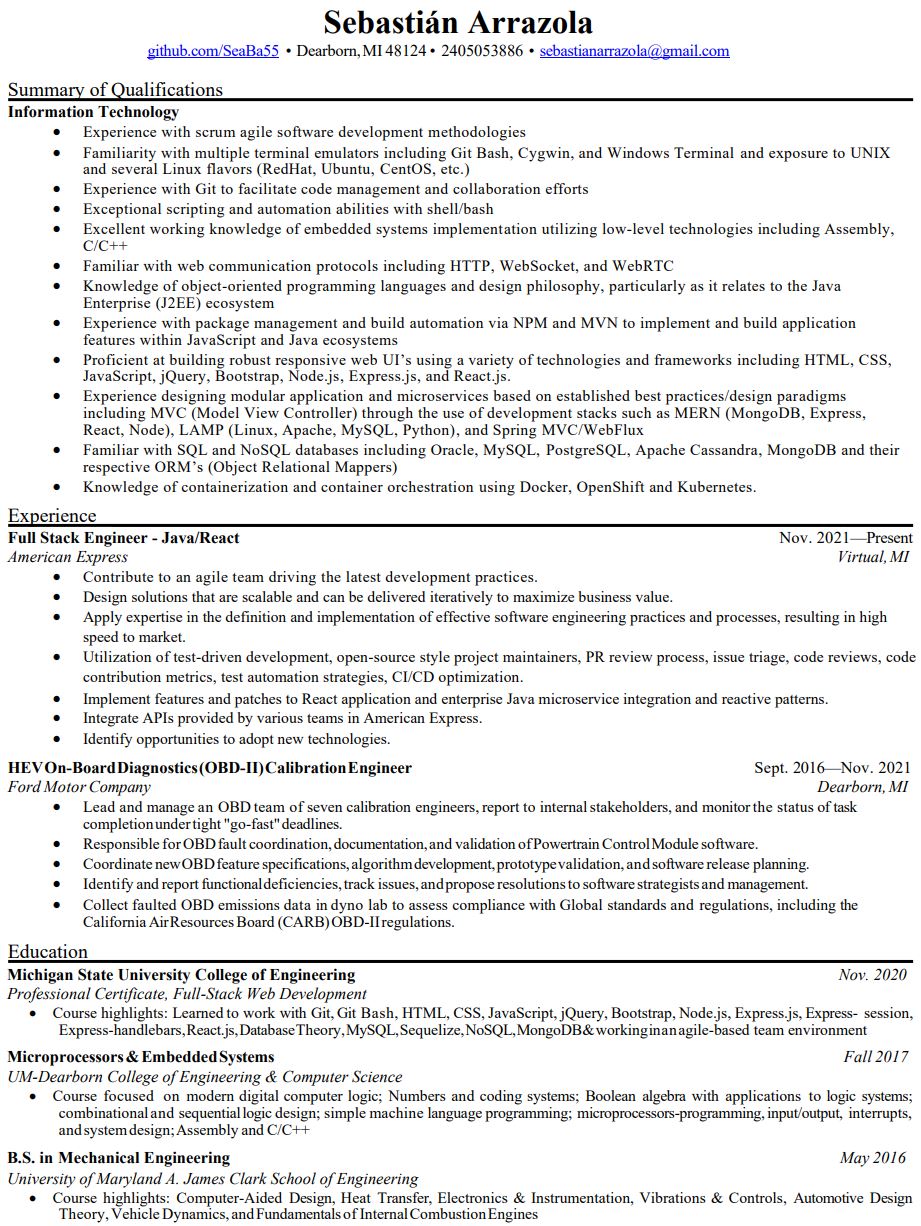 Sebastián Arrazola
github.com/SeaBa55 • Dearborn, MI 48124 • 2405053886 • sebastianarrazola@gmail.com
Summary of Qualifications
Information Technology
• Experience with scrum agile software development methodologies
• Familiarity with multiple terminal emulators including Git Bash, Cygwin, and Windows Terminal and exposure to UNIX
and several Linux flavors (RedHat, Ubuntu, CentOS, etc.)
• Experience with Git to facilitate code management and collaboration efforts
• Exceptional scripting and automation abilities with shell/bash
• Excellent working knowledge of embedded systems implementation utilizing low-level technologies including Assembly,
C/C++
• Familiar with web communication protocols including HTTP, WebSocket, and WebRTC
• Knowledge of object-oriented programming languages and design philosophy, particularly as it relates to the Java
Enterprise (J2EE) ecosystem
• Experience with package management and build automation via NPM and MVN to implement and build application
features within JavaScript and Java ecosystems
• Proficient at building robust responsive web UI's using a variety of technologies and frameworks including HTML, CSS,
JavaScript, jQuery, Bootstrap, Node.js, Express.js, and React.js.
• Experience designing modular application and microservices based on established best practices/design paradigms
including MVC (Model View Controller) through the use of development stacks such as MERN (MongoDB, Express,
React, Node), LAMP (Linux, Apache, MySQL, Python), and Spring MVC/WebFlux
• Familiar with SQL and NoSQL databases including Oracle, MySQL, PostgreSQL, Apache Cassandra, MongoDB and their
respective ORM's (Object Relational Mappers)
• Knowledge of containerization and container orchestration using Docker, OpenShift and Kubernetes.
Experience
Full Stack Engineer - Java/React Nov. 2021—Present
American Express Virtual, MI
• Contribute to an agile team driving the latest development practices.
• Design solutions that are scalable and can be delivered iteratively to maximize business value.
• Apply expertise in the definition and implementation of effective software engineering practices and processes, resulting in high
speed to market.
• Utilization of test-driven development, open-source style project maintainers, PR review process, issue triage, code reviews, code
contribution metrics, test automation strategies, CI/CD optimization.
• Implement features and patches to React application and enterprise Java microservice integration and reactive patterns.
• Integrate APIs provided by various teams in American Express.
• Identify opportunities to adopt new technologies.
HEV On-Board Diagnostics (OBD-II) Calibration Engineer Sept. 2016—Nov. 2021
Ford Motor Company Dearborn, MI
• Lead and manage an OBD team of seven calibration engineers, report to internal stakeholders, and monitor the status of task
completion under tight "go-fast" deadlines.
• Responsible for OBD fault coordination, documentation, and validation of Powertrain Control Module software.
• Coordinate new OBD feature specifications, algorithm development, prototype validation, and software release planning.
• Identify and report functional deficiencies, track issues, and propose resolutions to software strategists and management.
• Collect faulted OBD emissions data in dyno lab to assess compliance with Global standards and regulations, including the
California Air Resources Board (CARB) OBD-II regulations.
Education
Michigan State University College of Engineering Nov. 2020
Professional Certificate, Full-Stack Web Development
• Course highlights: Learned to work with Git, Git Bash, HTML, CSS, JavaScript, jQuery, Bootstrap, Node.js, Express.js, Express- session,
Express-handlebars, React.js, Database Theory, MySQL, Sequelize, NoSQL, MongoDB & working in an agile-based team environment
Microprocessors & Embedded Systems Fall 2017
UM-Dearborn College of Engineering & Computer Science
• Course focused on modern digital computer logic; Numbers and coding systems; Boolean algebra with applications to logic systems;
combinational and sequential logic design; simple machine language programming; microprocessors-programming, input/output, interrupts,
and system design; Assembly and C/C++
B.S. in Mechanical Engineering May 2016
University of Maryland A. James Clark School of Engineering
• Course highlights: Computer-Aided Design, Heat Transfer, Electronics & Instrumentation, Vibrations & Controls, Automotive Design
Theory, Vehicle Dynamics, and Fundamentals of Internal Combustion Engines